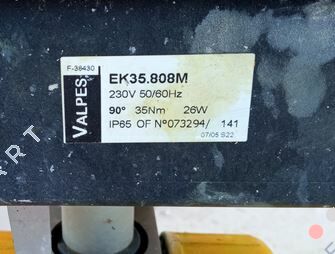 F-38430
VALPES
EK35.808M
230V 50/60Hz
90° 35Nm 26W
IP65 OF N°073294/ 141
07/05 S22